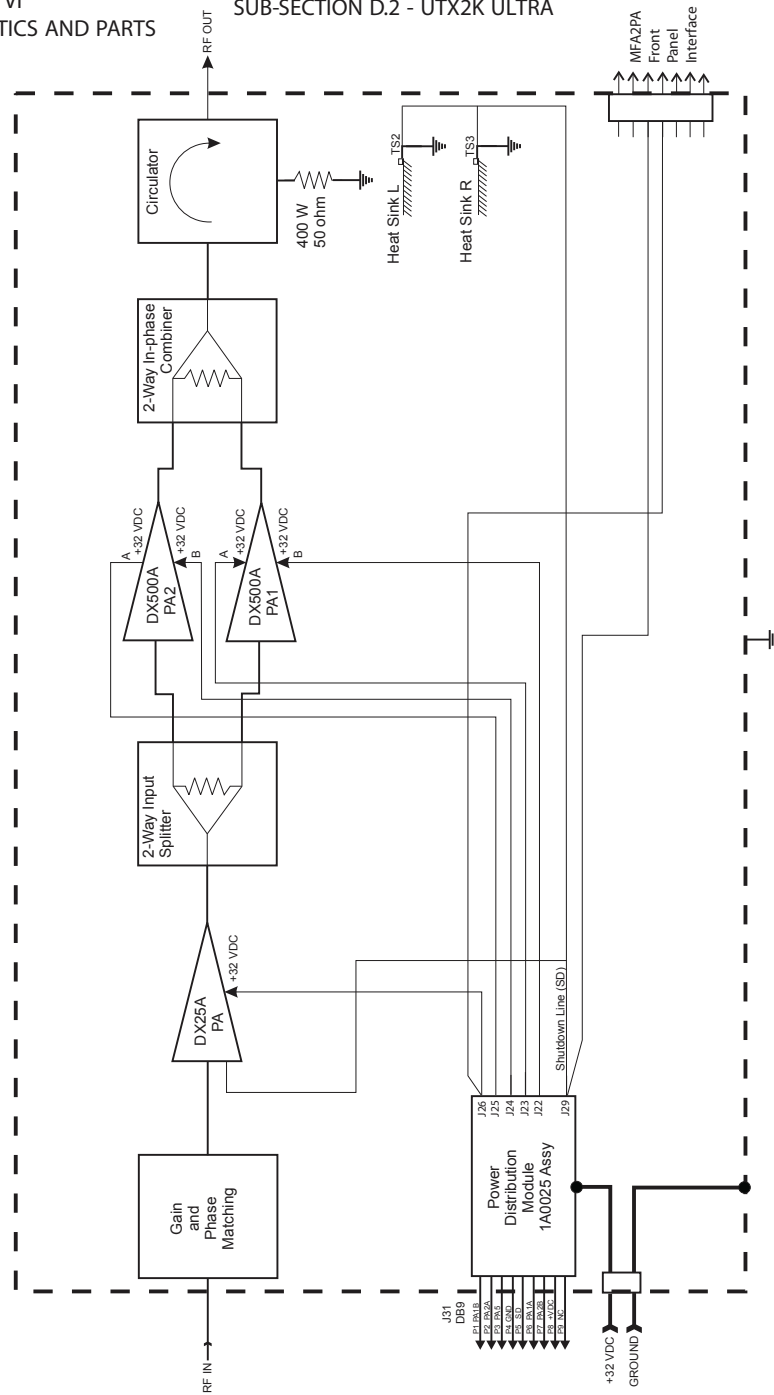 VI
TICS AND PARTS
SUB-SECTION D.2 - UTX2K ULTRA
RF IN
Gain
and
Phase
Matching
DX25A
PA
+32 VDC
2-Way Input
Splitter
DX500A
PA2
A
+32 VDC
+32 VDC
B
DX500A
PA1
A
+32 VDC
+32 VDC
B
2-Way In-phase
Combiner
Circulator
RF OUT
400 W
50 ohm
Heat Sink L
TS2
Heat Sink R
TS3
J31
DB9
P1 PA1B
P2 PA2A
P3 PA5
P4 GND
P5 SD
P6 PA1A
P7 PA2B
P8 +VDC
P9 NC
Power
Distribution
Module
1A0025 Assy
J26
J25
J24
J23
J22
J29
Shutdown Line (SD)
+32 VDC
GROUND
MFA2PA
Front
Panel
Interface